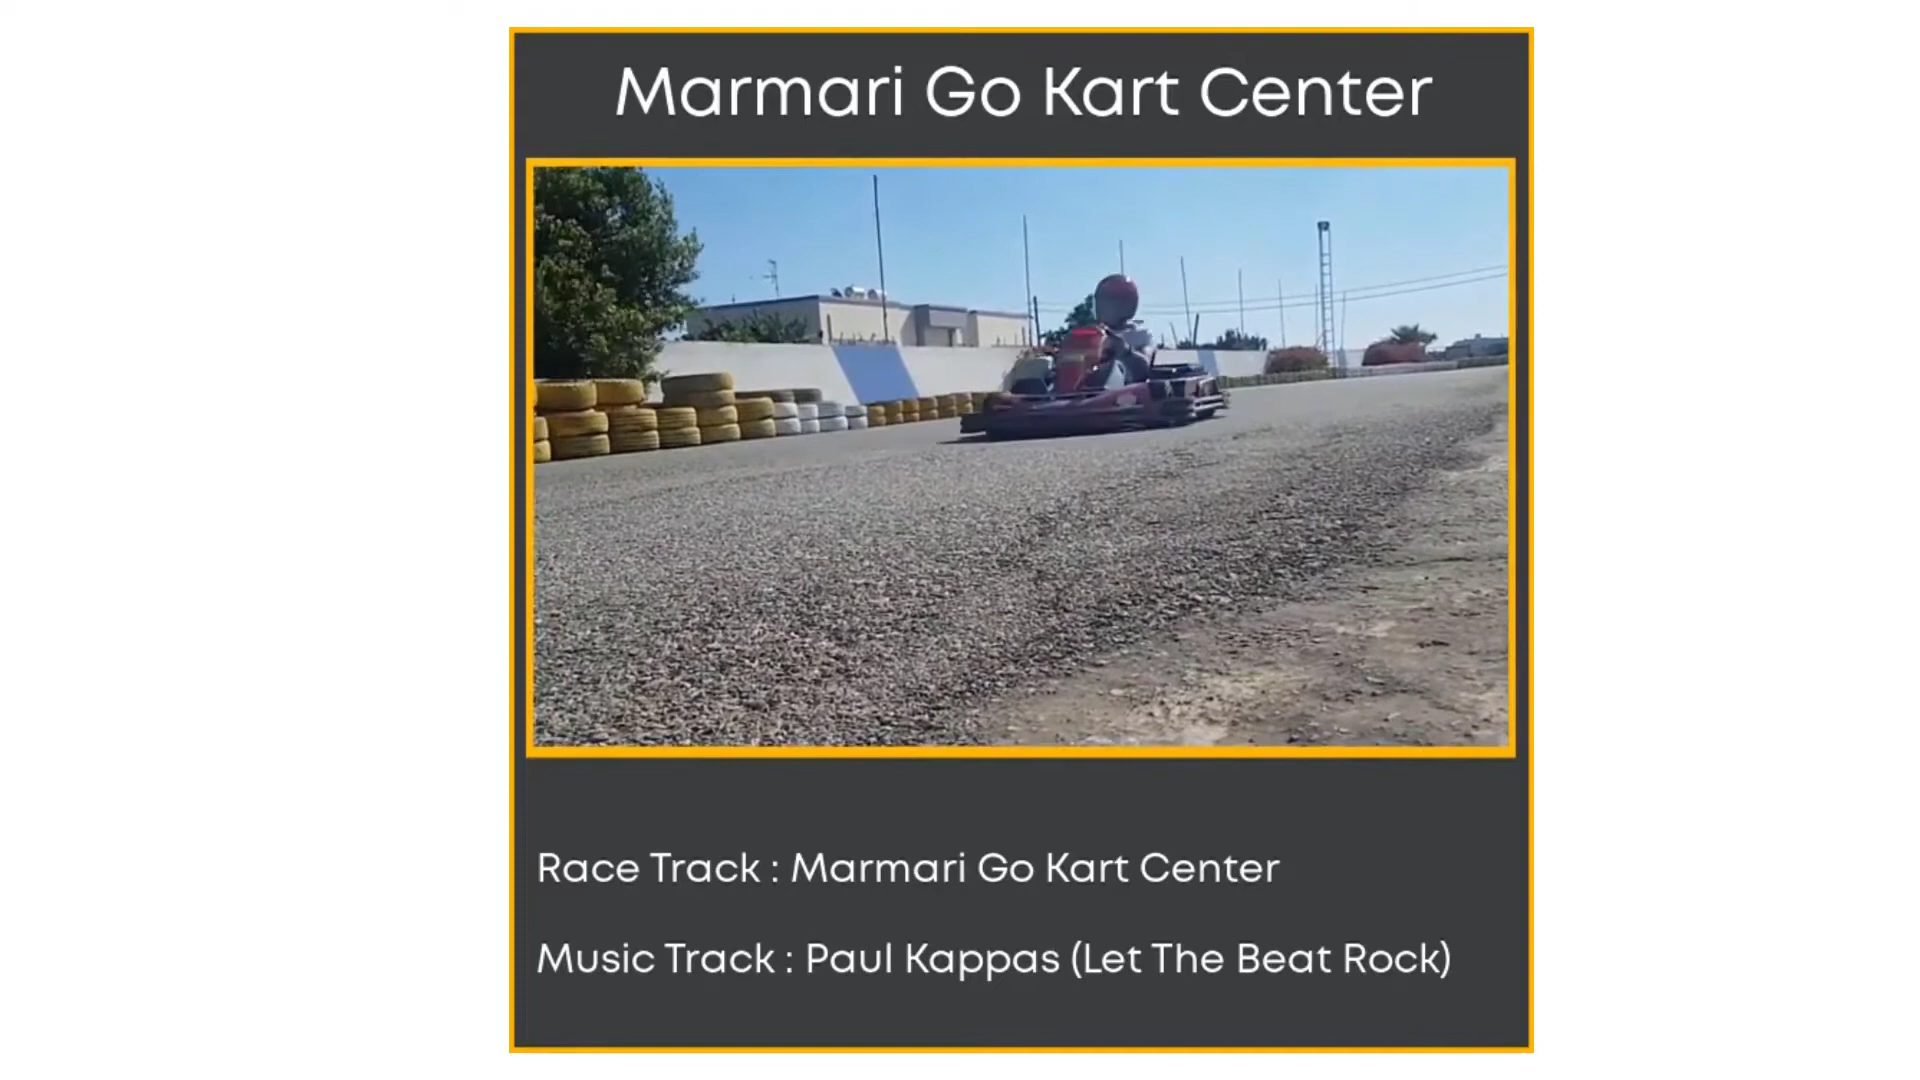 Marmari Go Kart Center
Race Track : Marmari Go Kart Center
Music Track : Paul Kappas (Let The Beat Rock)